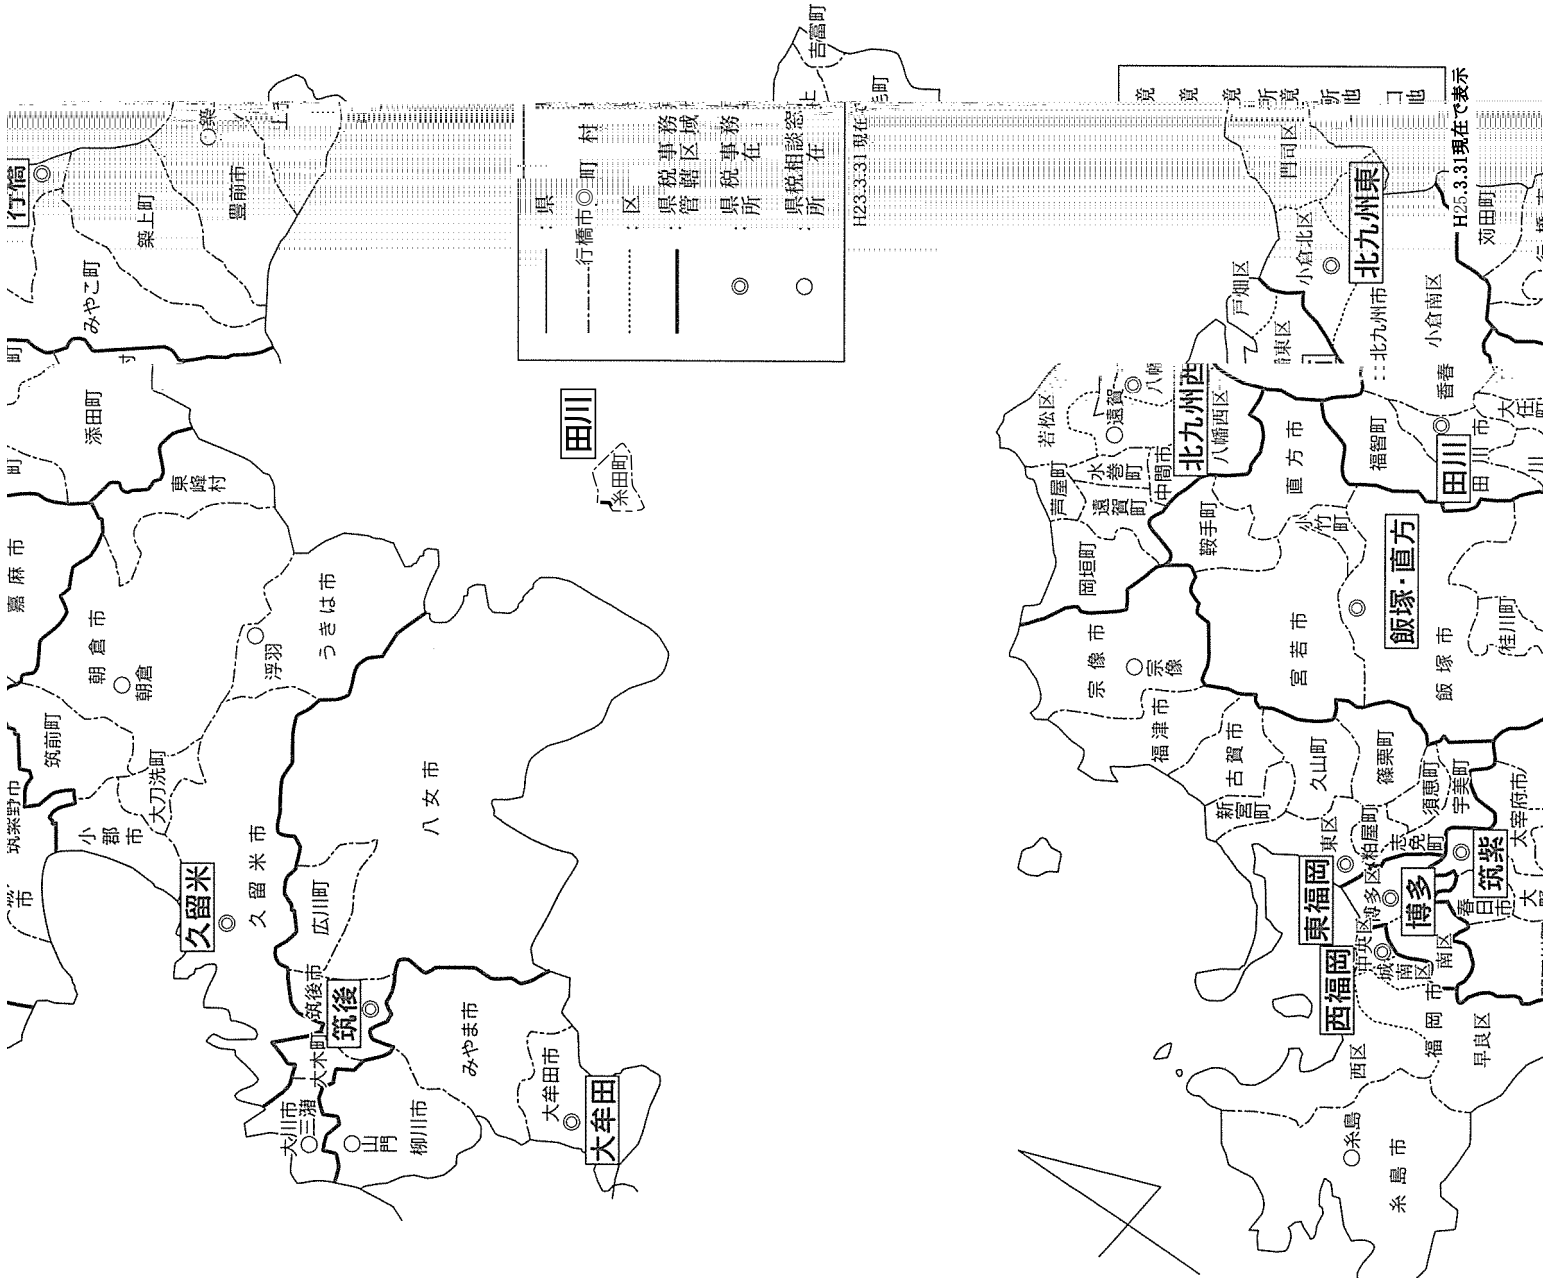 行橋
築上町
豊前市
みやこ町
添田町
東峰村
嘉麻市
朝倉市
朝倉
浮羽
うきは市
筑前町
大刀洗町
筑紫野市
小郡市
久留米
久留米市
八女市
広川町
筑後市
筑後
大木町
大川市
三潴
山門
柳川市
みやま市
大牟田市
大牟田
吉富町
県
行橋市 町 村
区
県税事務
管轄区域
県税事務
所在
県税相談窓
所在
H23.3.31 現在で
田川
糸田町
H25.3.31現在で表示
門司区
北九州東
小倉北区
戸畑区
北九州市
小倉南区
苅田町
若松区
遠賀
八幡
北九州西
八幡西区
芦屋町
水巻町
中間市
遠賀町
岡垣町
鞍手町
直方市
小竹町
福智町
香春
田川
飯塚・直方
飯塚市
桂川町
宮若市
宗像市
宗像
福津市
古賀市
新宮町
久山町
篠栗町
須恵町
宇美町
志免町
粕屋町
東区
東福岡
博多区
博多
筑紫
太宰府市
春日市
中央区
城南区
南区
西福岡
福岡市
西区
早良区
糸島
糸島市